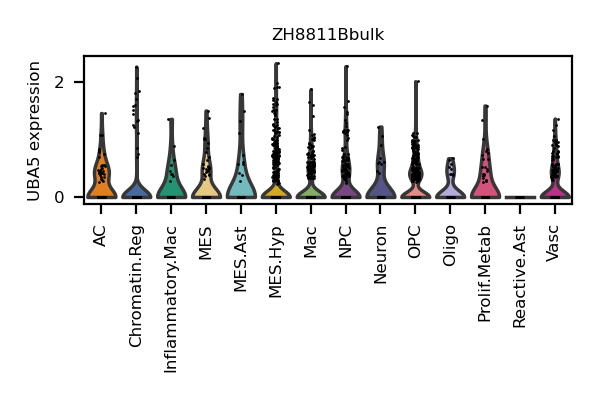 ZH8811Bbulk
UBA5 expression
2
0
AC
Chromatin.Reg
Inflammatory.Mac
MES
MES.Ast
MES.Hyp
Mac
NPC
Neuron
OPC
Oligo
Prolif.Metab
Reactive.Ast
Vasc